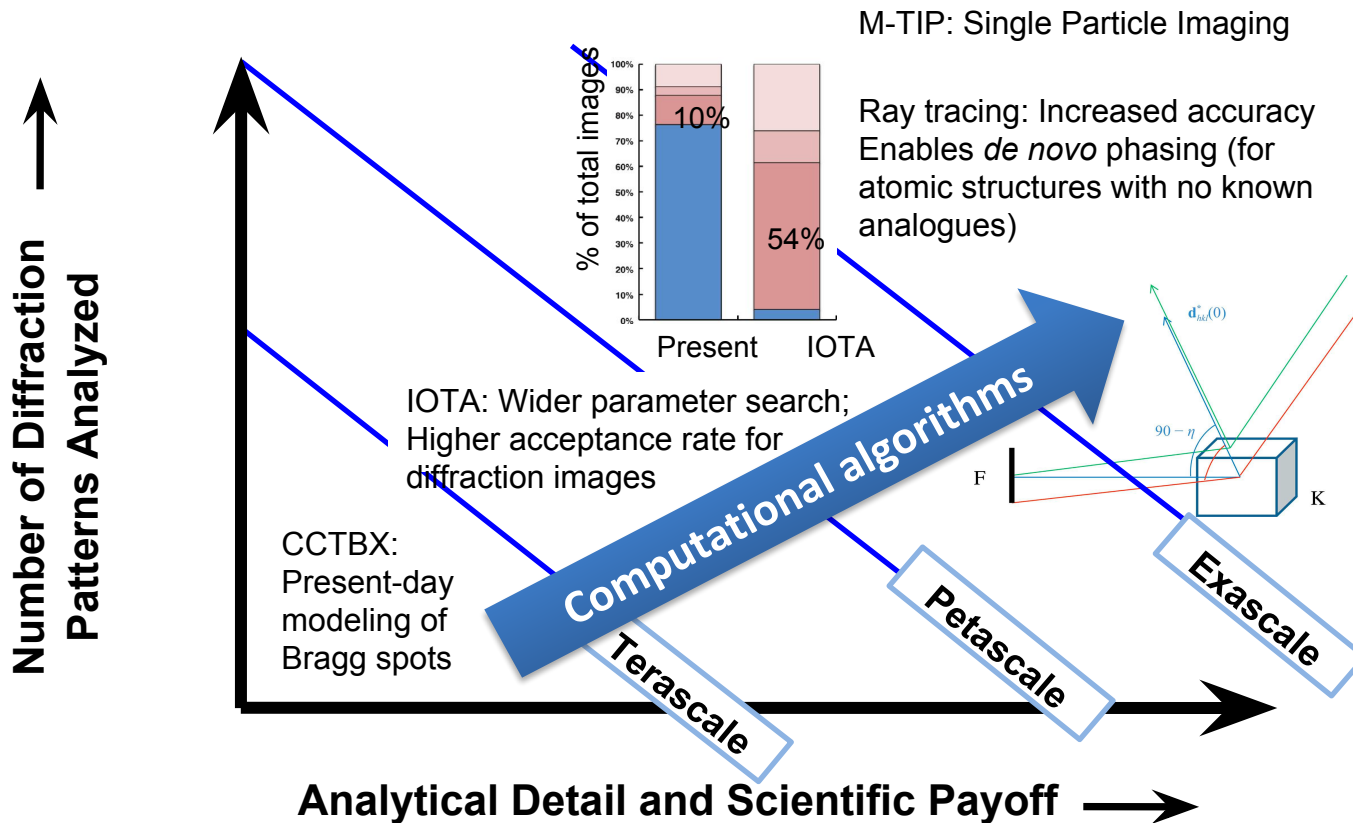 M-TIP: Single Particle Imaging
Ray tracing: Increased accuracy
Enables de novo phasing (for
atomic structures with no known
analogues)
Number of Diffraction
Patterns Analyzed
% of total images
100%
90%
80%
70%
60%
50%
40%
30%
20%
10%
0%
10%
54%
Present
IOTA
IOTA: Wider parameter search;
Higher acceptance rate for
diffraction images
CCTBX:
Present-day
modeling of
Bragg spots
Computational algorithms
d*hkl(0)
90 – η
F
K
Terascale
Petascale
Exascale
Analytical Detail and Scientific Payoff